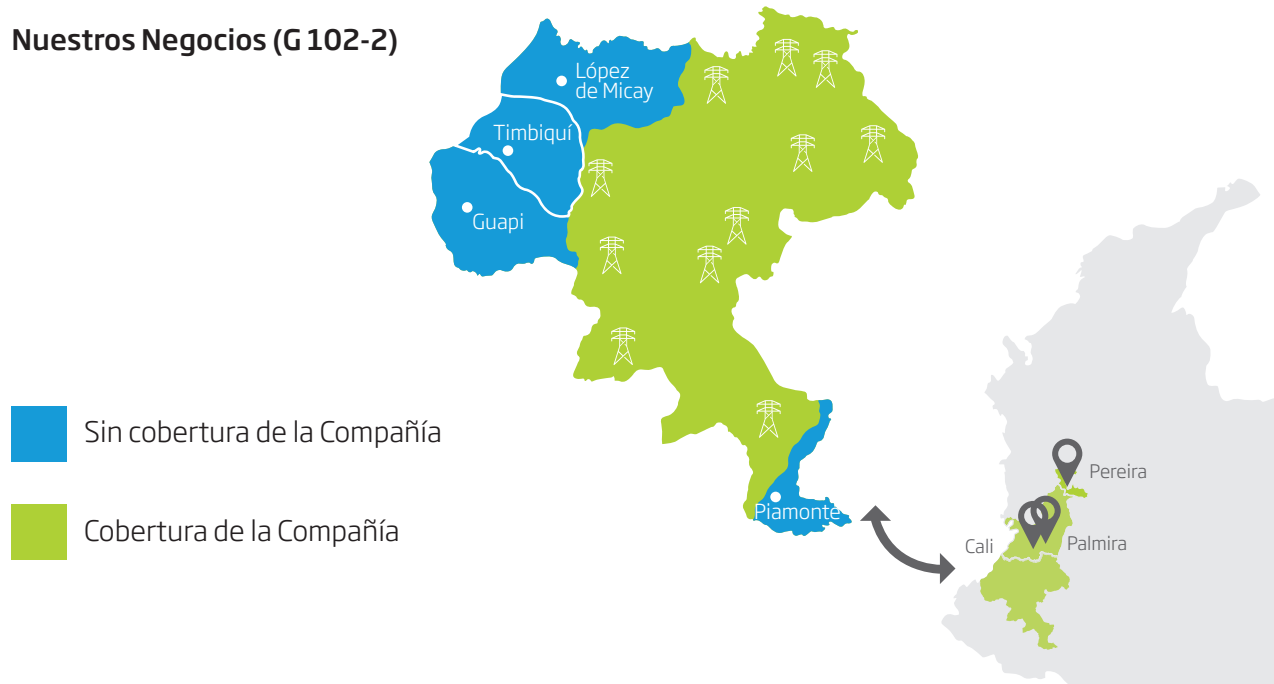 Nuestros Negocios (G 102-2)
López
de Micay
Timbiquí
Guapi
Sin cobertura de la Compañía
Cobertura de la Compañía
Piamonte
Pereira
Cali
Palmira